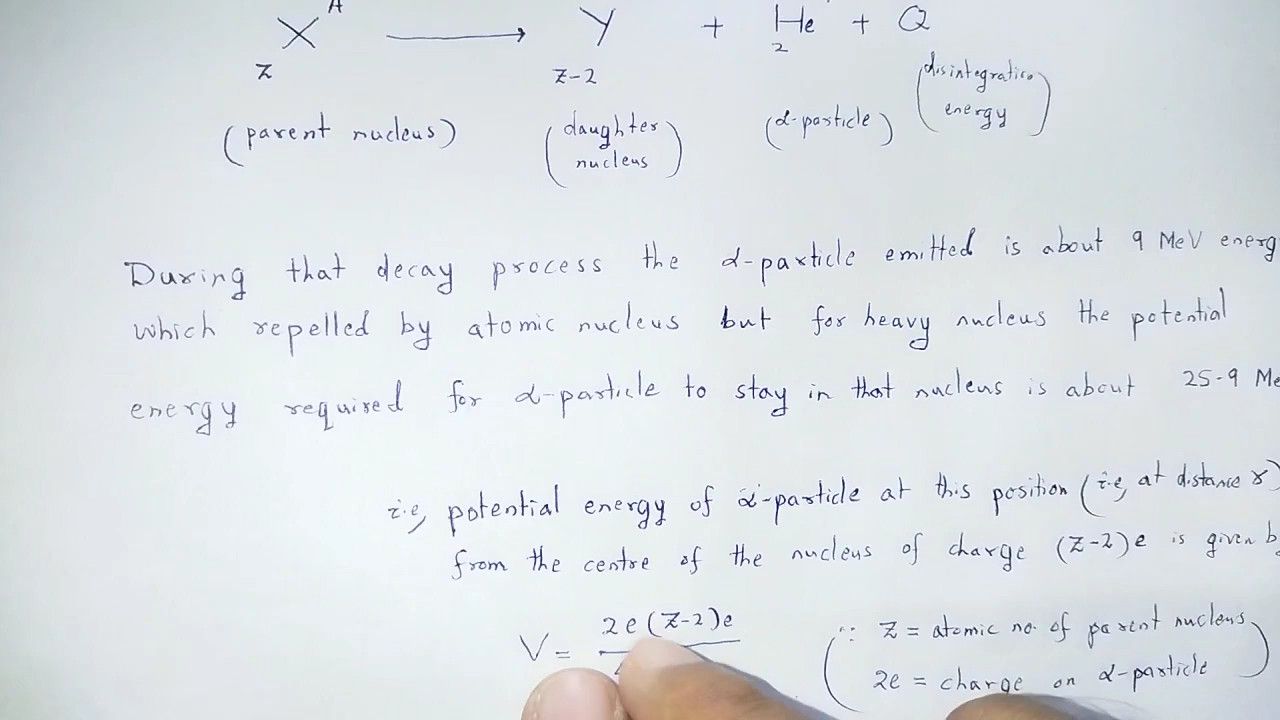 X A → Y + He + Q
Z Z-2 2
(parent nucleus) (daughter nucleus) (α-particle) (disintegration energy)
During that decay process the α-particle emitted is about 9 MeV energ
which repelled by atomic nucleus but for heavy nucleus the potential
energy required for α-particle to stay in that nucleus is about 25-9 Me
i.e, potential energy of α-particle at this position (i.e, at distance r)
from the centre of the nucleus of charge (Z-2)e is given b
V = 2e(Z-2)e
(∵ Z = atomic no. of parent nucleus
2e = charge on α-particle)